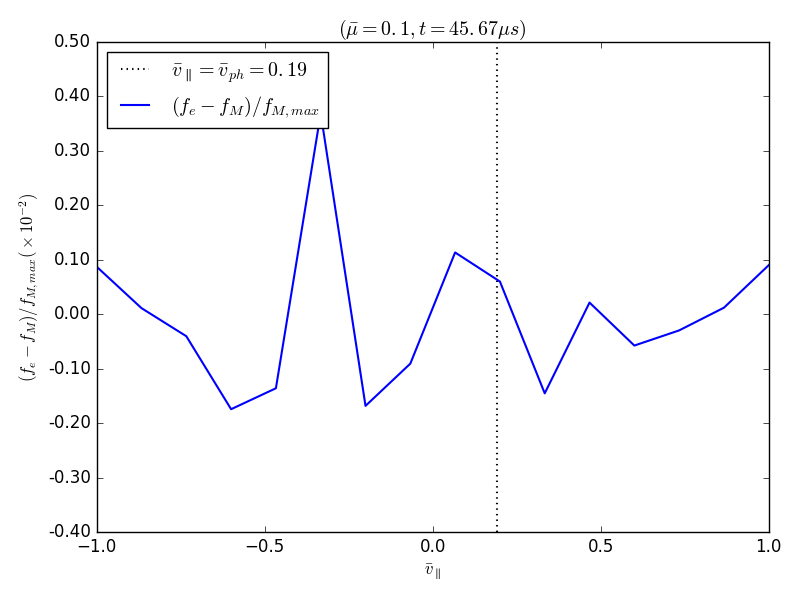 (μ̄ = 0.1, t = 45.67μs)
v̄∥ = v̄ph = 0.19
(fe − fM)/fM,max
0.50
0.40
0.30
0.20
0.10
0.00
-0.10
-0.20
-0.30
-0.40
(fe − fM)/fM,max(×10⁻²)
−1.0 −0.5 0.0 0.5 1.0
v̄∥